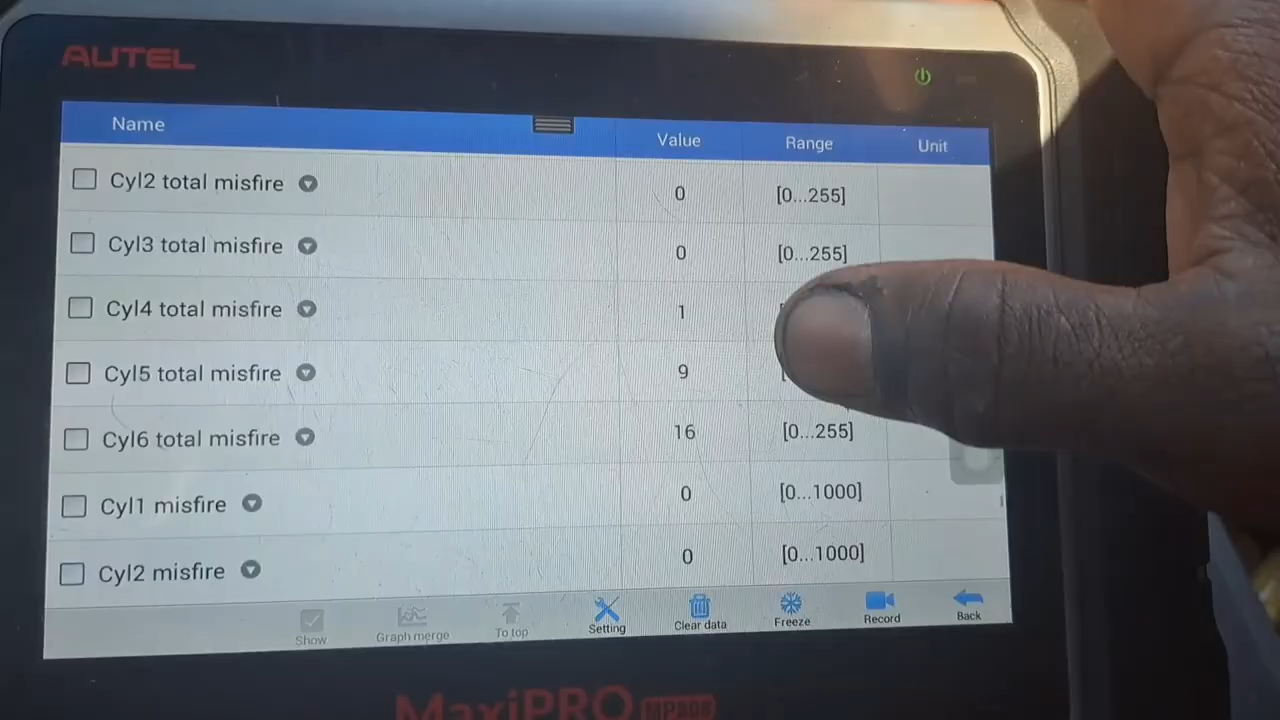 AUTEL
Name Value Range Unit
Cyl2 total misfire 0 [0...255]
Cyl3 total misfire 0 [0...255]
Cyl4 total misfire 1
Cyl5 total misfire 9
Cyl6 total misfire 16 [0...255]
Cyl1 misfire 0 [0...1000]
Cyl2 misfire 0 [0...1000]
Show Graph merge To top Setting Clear data Freeze Record Back
MaxiPRO MP808